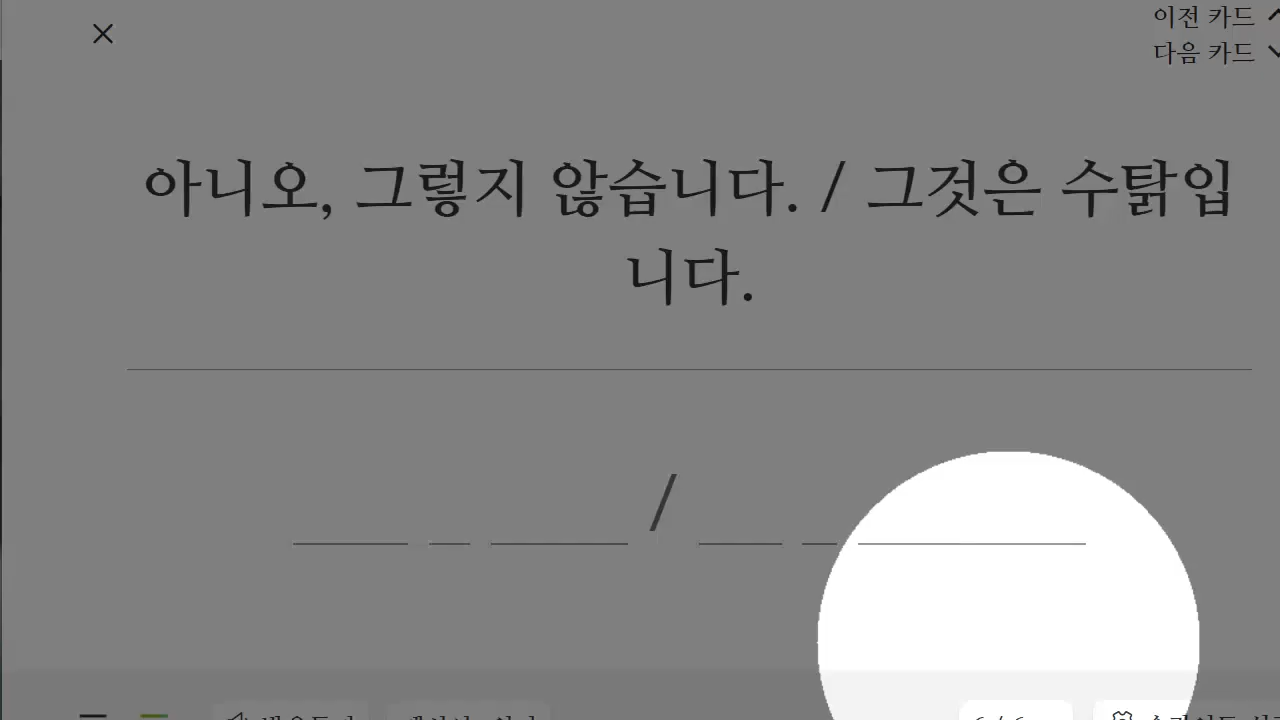 이전 카드
다음 카드
아니오, 그렇지 않습니다. / 그것은 수탉입
니다.
/